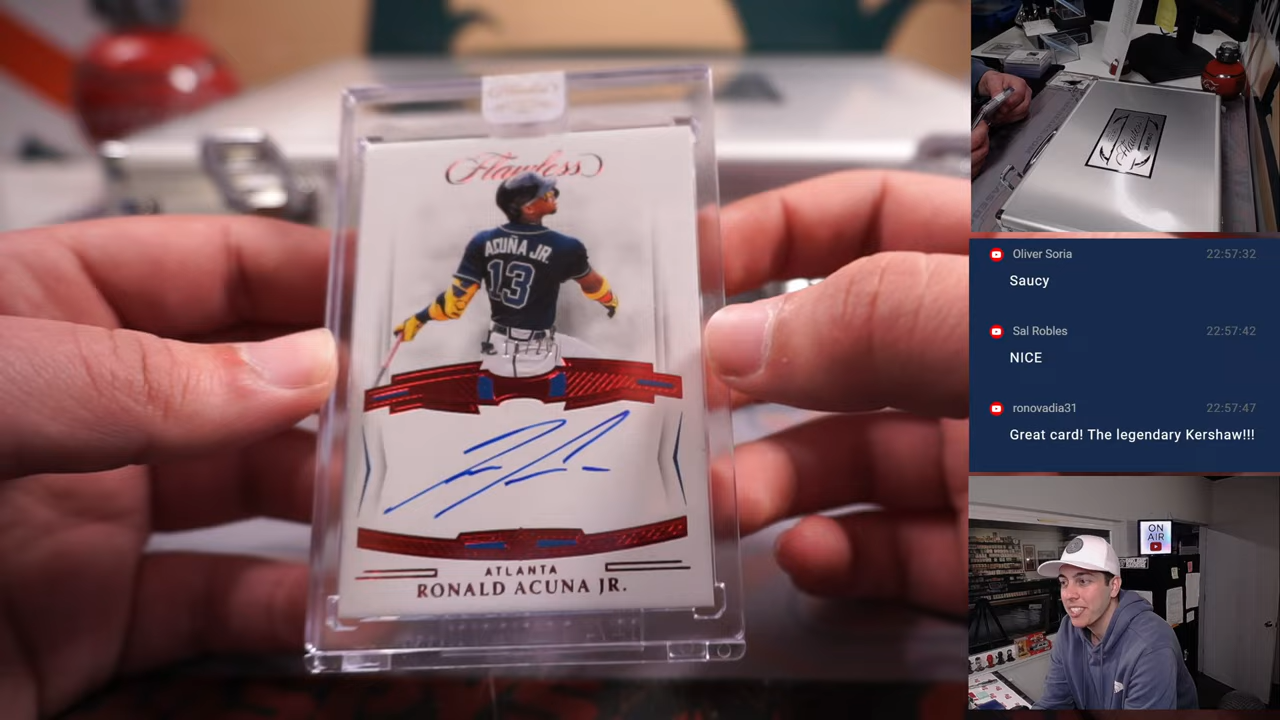 Flawless
ACUÑA JR.
13
ATLANTA
RONALD ACUNA JR.
Flawless
Oliver Soria 22:57:32
Saucy
Sal Robles 22:57:42
NICE
ronovadia31 22:57:47
Great card! The legendary Kershaw!!!
ON
AIR